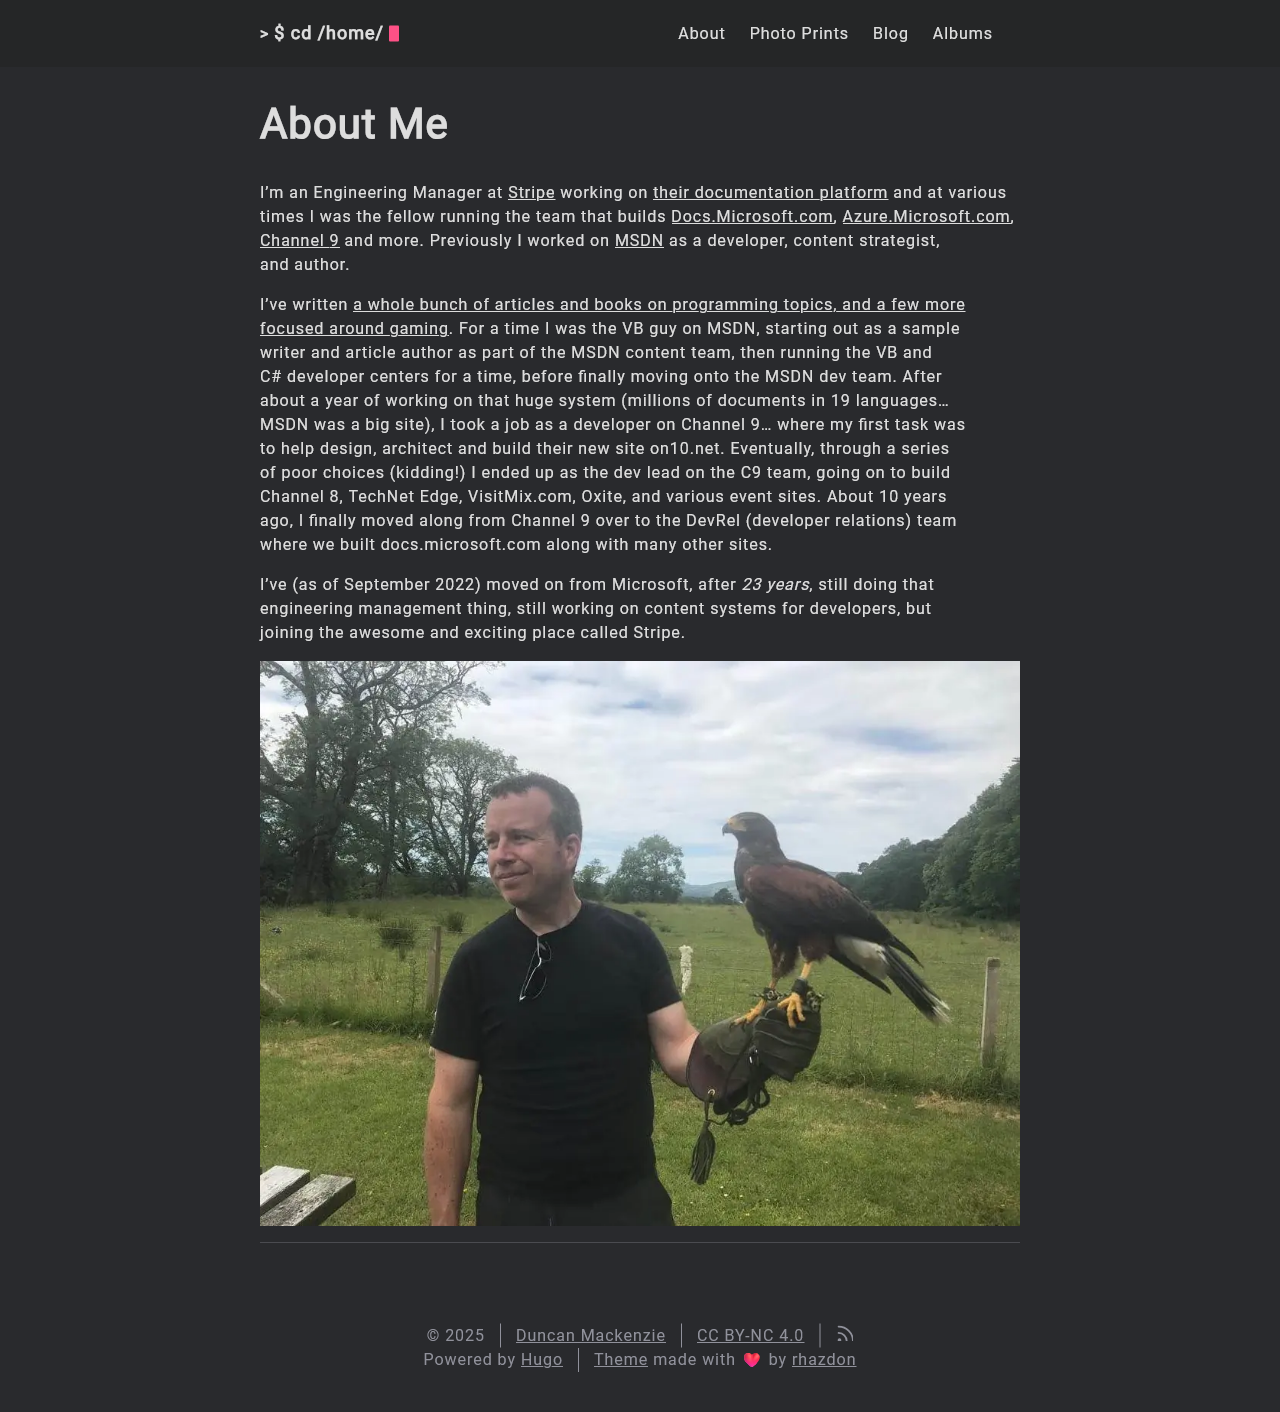 > $ cd /home/
About Photo Prints Blog Albums
About Me
I’m an Engineering Manager at Stripe working on their documentation platform and at various
times I was the fellow running the team that builds Docs.Microsoft.com, Azure.Microsoft.com,
Channel 9 and more. Previously I worked on MSDN as a developer, content strategist,
and author.
I’ve written a whole bunch of articles and books on programming topics, and a few more
focused around gaming. For a time I was the VB guy on MSDN, starting out as a sample
writer and article author as part of the MSDN content team, then running the VB and
C# developer centers for a time, before finally moving onto the MSDN dev team. After
about a year of working on that huge system (millions of documents in 19 languages…
MSDN was a big site), I took a job as a developer on Channel 9… where my first task was
to help design, architect and build their new site on10.net. Eventually, through a series
of poor choices (kidding!) I ended up as the dev lead on the C9 team, going on to build
Channel 8, TechNet Edge, VisitMix.com, Oxite, and various event sites. About 10 years
ago, I finally moved along from Channel 9 over to the DevRel (developer relations) team
where we built docs.microsoft.com along with many other sites.
I’ve (as of September 2022) moved on from Microsoft, after 23 years, still doing that
engineering management thing, still working on content systems for developers, but
joining the awesome and exciting place called Stripe.
© 2025 Duncan Mackenzie CC BY-NC 4.0
Powered by Hugo Theme made with ❤️ by rhazdon